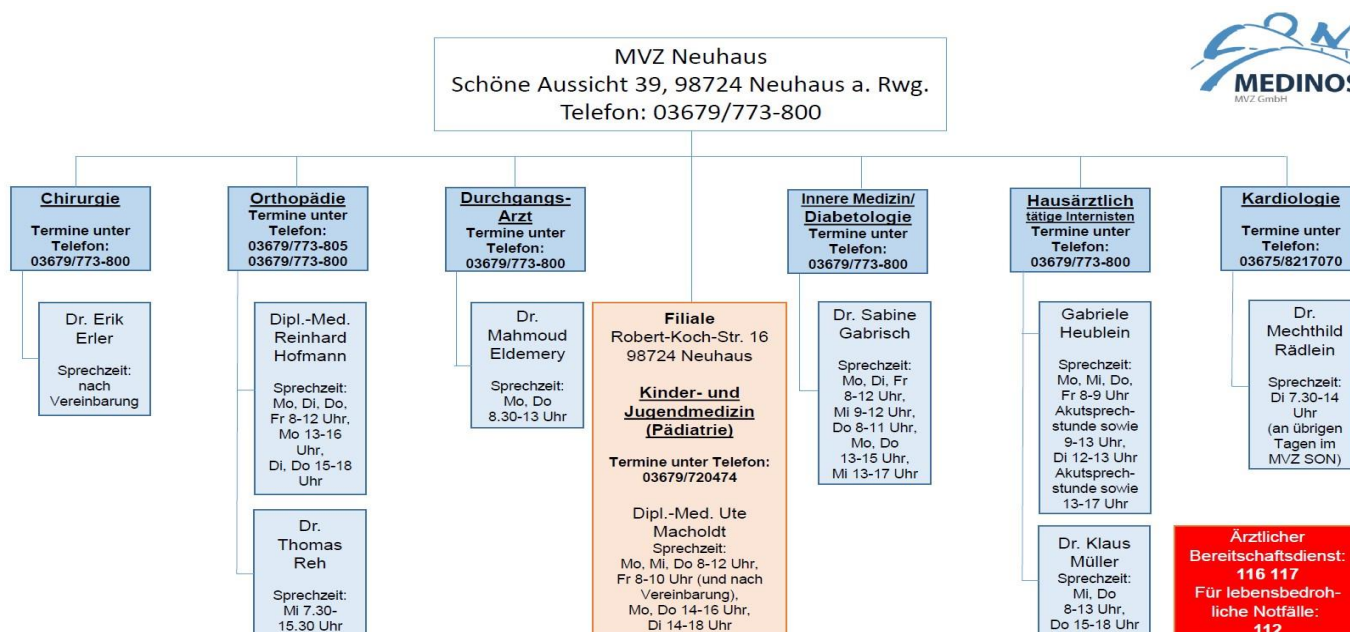 MVZ Neuhaus
Schöne Aussicht 39, 98724 Neuhaus a. Rwg.
Telefon: 03679/773-800
MEDINOS
MVZ GmbH
Chirurgie
Termine unter
Telefon:
03679/773-800
Dr. Erik
Erler
Sprechzeit:
nach
Vereinbarung
Orthopädie
Termine unter
Telefon:
03679/773-805
03679/773-800
Dipl.-Med.
Reinhard
Hofmann
Sprechzeit:
Mo, Di, Do,
Fr 8-12 Uhr,
Mo 13-16
Uhr,
Di, Do 15-18
Uhr
Dr.
Thomas
Reh
Sprechzeit:
Mi 7.30-
15.30 Uhr
Durchgangs-
Arzt
Termine unter
Telefon:
03679/773-800
Dr.
Mahmoud
Eldemery
Sprechzeit:
Mo, Do
8.30-13 Uhr
Filiale
Robert-Koch-Str. 16
98724 Neuhaus
Kinder- und
Jugendmedizin
(Pädiatrie)
Termine unter Telefon:
03679/720474
Dipl.-Med. Ute
Macholdt
Sprechzeit:
Mo, Mi, Do 8-12 Uhr,
Fr 8-10 Uhr (und nach
Vereinbarung),
Mo, Do 14-16 Uhr,
Di 14-18 Uhr
Innere Medizin/
Diabetologie
Termine unter
Telefon:
03679/773-800
Dr. Sabine
Gabrisch
Sprechzeit:
Mo, Di, Fr
8-12 Uhr,
Mi 9-12 Uhr,
Do 8-11 Uhr,
Mo, Do
13-15 Uhr,
Mi 13-17 Uhr
Hausärztlich
tätige Internisten
Termine unter
Telefon:
03679/773-800
Gabriele
Heublein
Sprechzeit:
Mo, Mi, Do,
Fr 8-9 Uhr
Akutsprech-
stunde sowie
9-13 Uhr,
Di 12-13 Uhr
Akutsprech-
stunde sowie
13-17 Uhr
Dr. Klaus
Müller
Sprechzeit:
Mi, Do
8-13 Uhr,
Do 15-18 Uhr
Kardiologie
Termine unter
Telefon:
03675/8217070
Dr.
Mechthild
Rädlein
Sprechzeit:
Di 7.30-14
Uhr
(an übrigen
Tagen im
MVZ SON)
Ärztlicher
Bereitschaftsdienst:
116 117
Für lebensbedroh-
liche Notfälle:
112